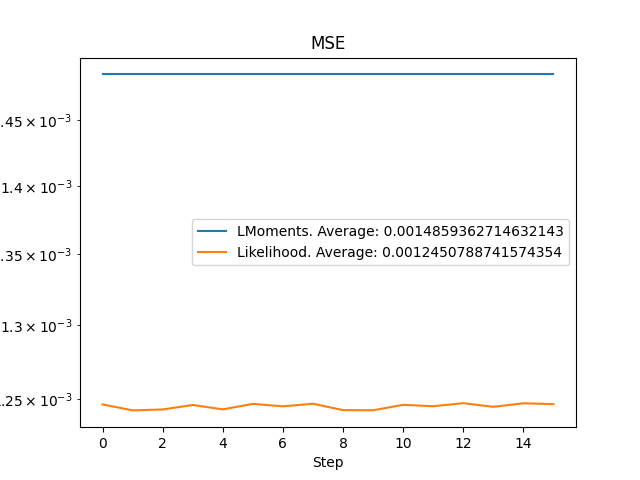 MSE
.45 × 10⁻³
1.4 × 10⁻³
.35 × 10⁻³
1.3 × 10⁻³
.25 × 10⁻³
LMoments. Average: 0.0014859362714632143
Likelihood. Average: 0.0012450788741574354
0 2 4 6 8 10 12 14
Step